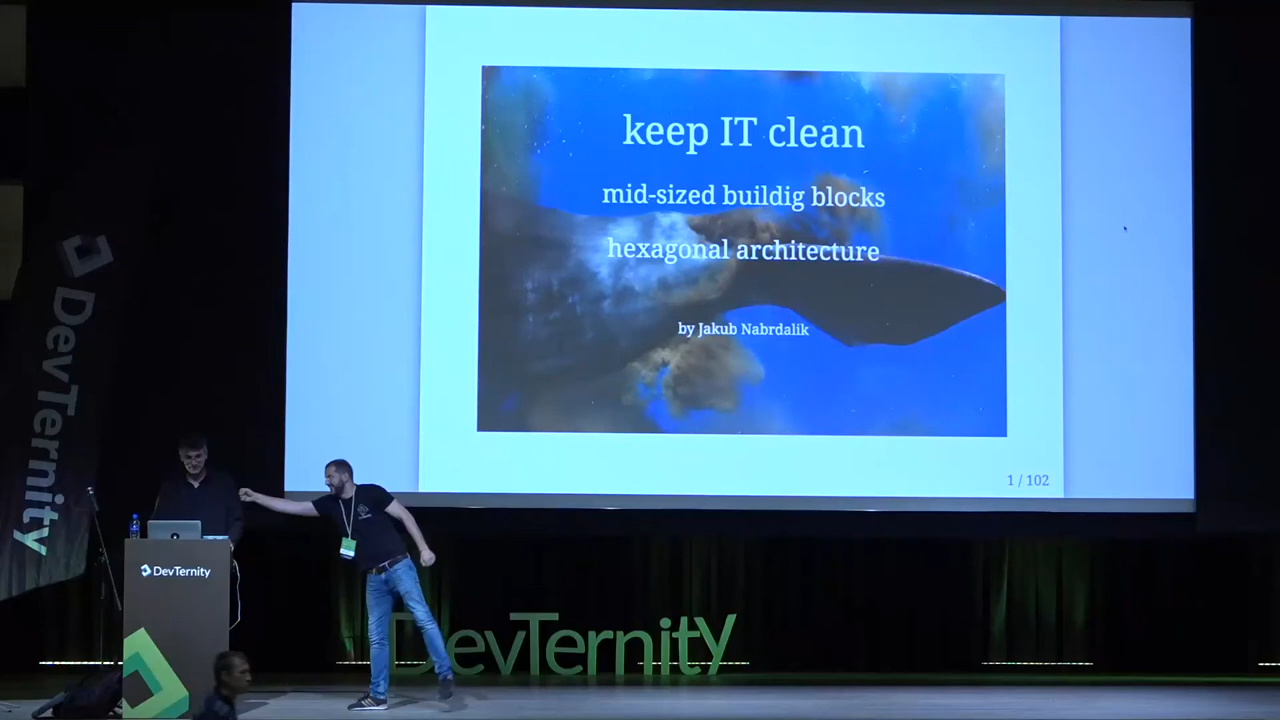 keep IT clean
mid-sized buildig blocks
hexagonal architecture
by Jakub Nabrdalik
1 / 102
DevTernity
DevTernity
DevTernity